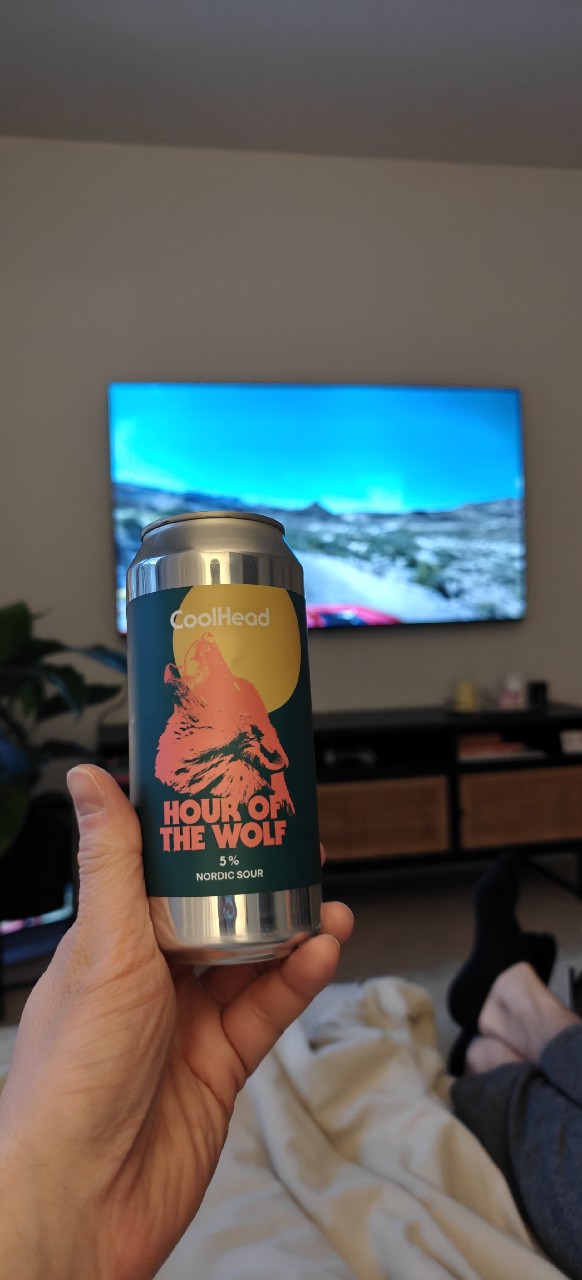 CoolHead
HOUR OF
THE WOLF
5%
NORDIC SOUR